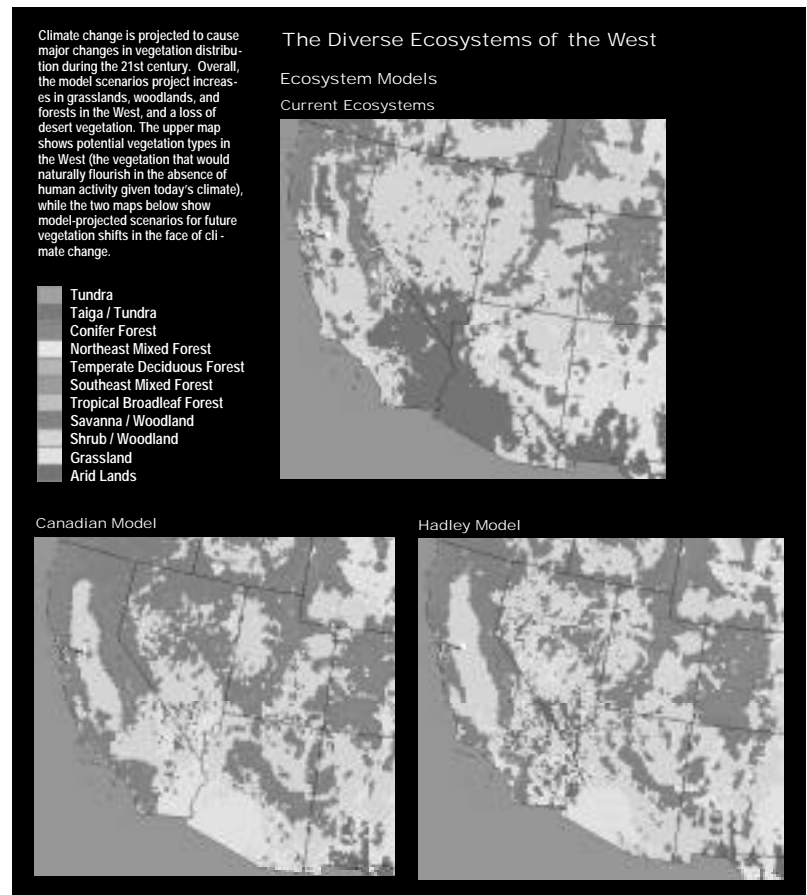 Climate change is projected to cause
major changes in vegetation distribu-
tion during the 21st century.  Overall,
the model scenarios project increas-
es in grasslands, woodlands, and
forests in the West, and a loss of
desert vegetation. The upper map
shows potential vegetation types in
the West (the vegetation that would
naturally flourish in the absence of
human activity given today's climate),
while the two maps below show
model-projected scenarios for future
vegetation shifts in the face of cli -
mate change.
The Diverse Ecosystems of the West
Ecosystem Models
Current Ecosystems
Tundra
Taiga / Tundra
Conifer Forest
Northeast Mixed Forest
Temperate Deciduous Forest
Southeast Mixed Forest
Tropical Broadleaf Forest
Savanna / Woodland
Shrub / Woodland
Grassland
Arid Lands
Canadian Model
Hadley Model